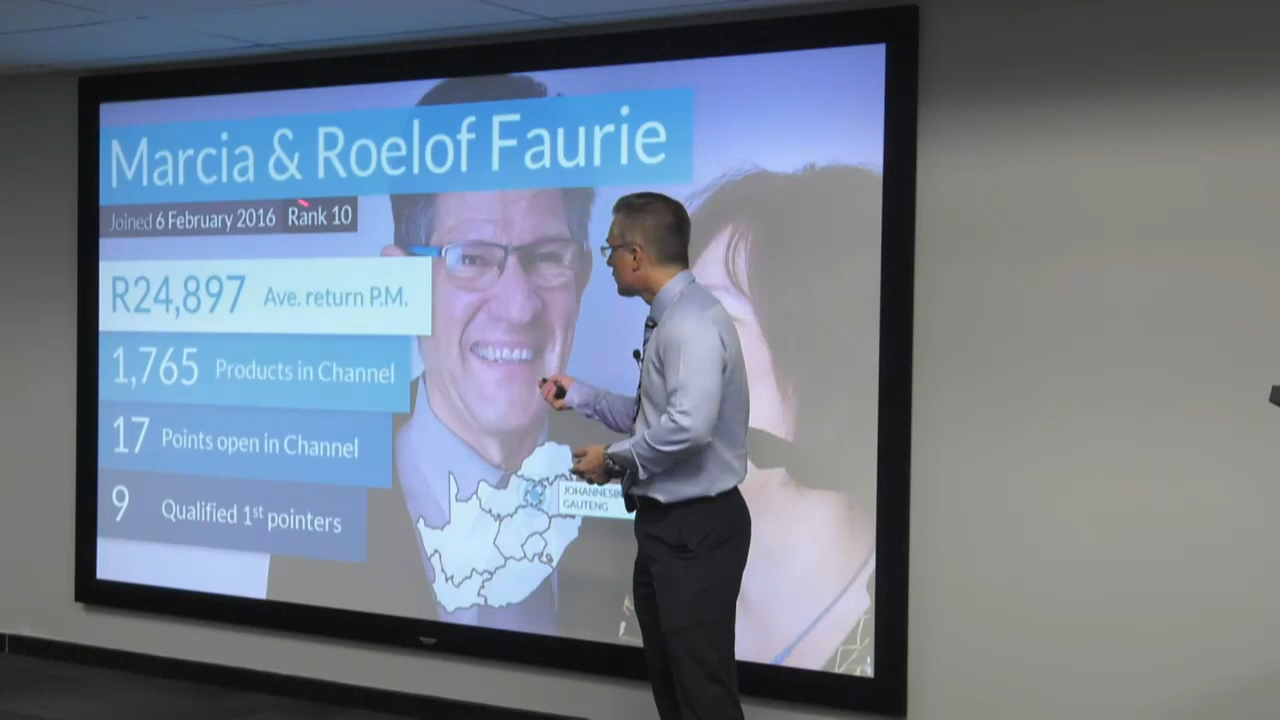 Marcia & Roelof Faurie
Joined 6 February 2016 Rank 10
R24,897 Ave. return P.M.
1,765 Products in Channel
17 Points open in Channel
9 Qualified 1st pointers
GAUTENG